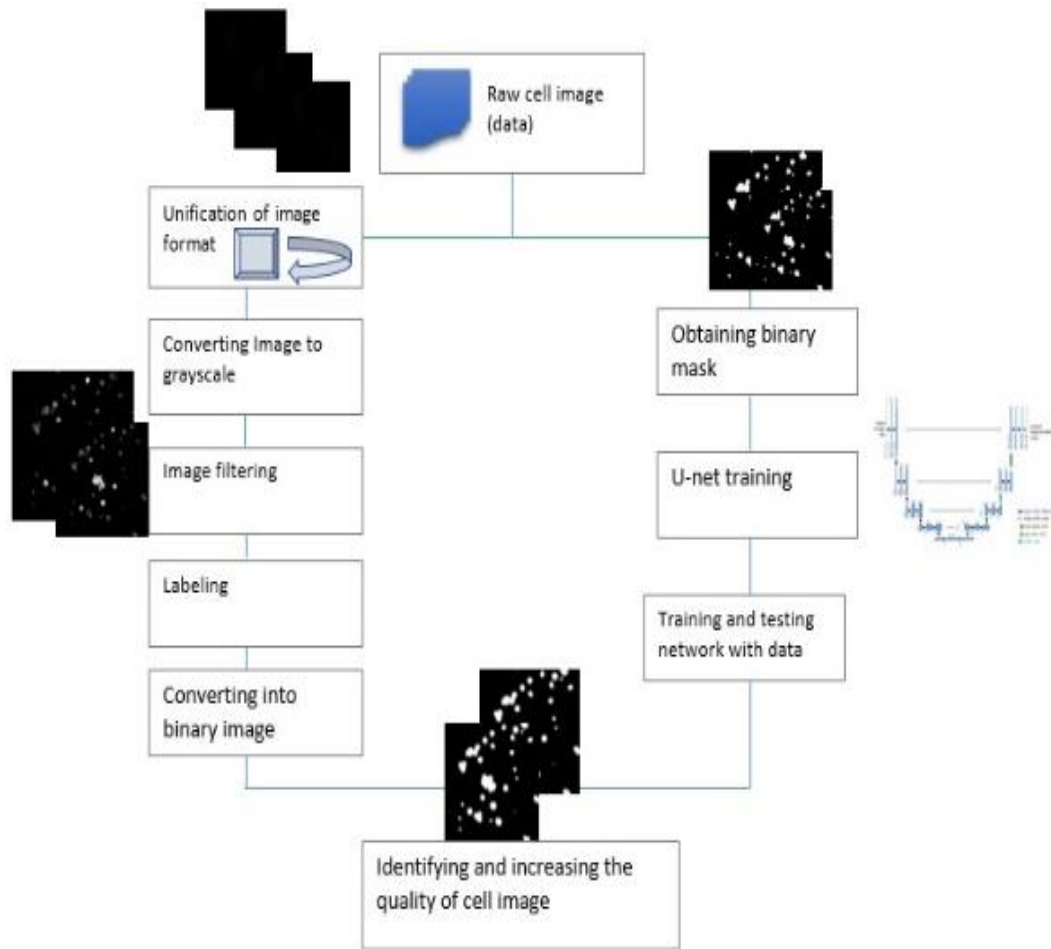 Raw cell image
(data)
Unification of image
format
Converting Image to
grayscale
Image filtering
Labeling
Converting into
binary image
Obtaining binary
mask
U-net training
Training and testing
network with data
Identifying and increasing the
quality of cell image